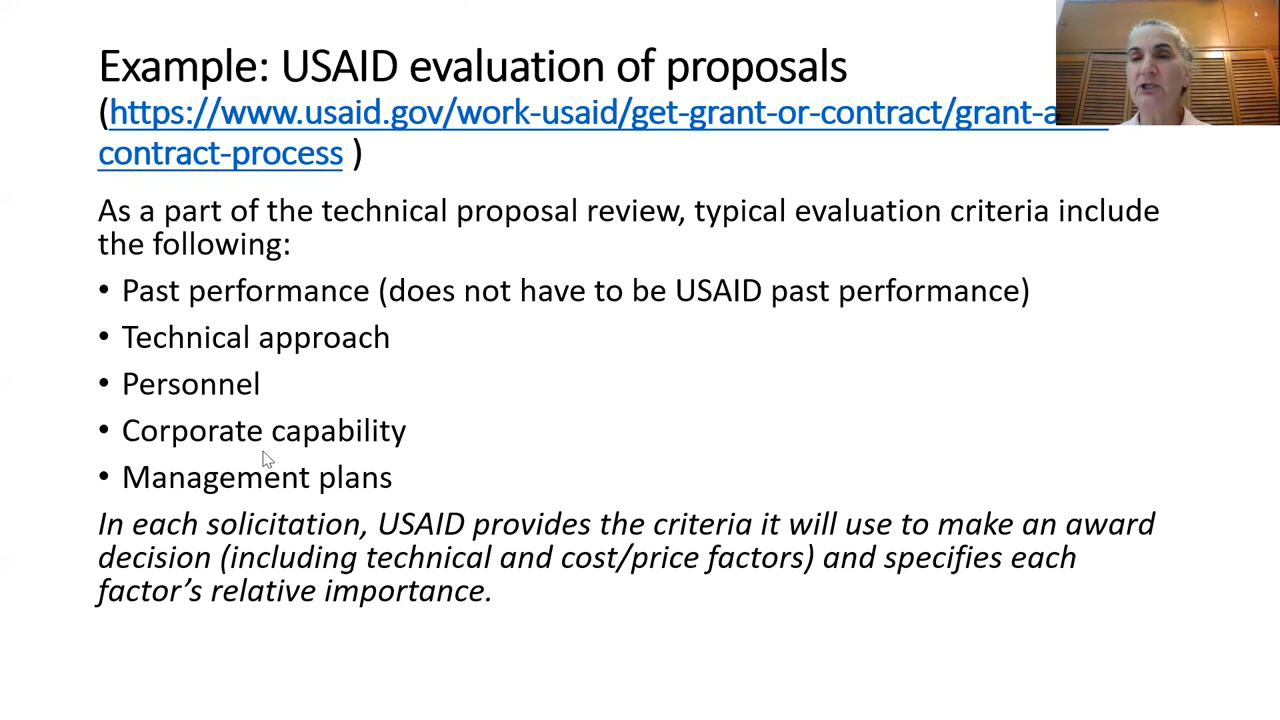 Example: USAID evaluation of proposals
(https://www.usaid.gov/work-usaid/get-grant-or-contract/grant-a
contract-process )
As a part of the technical proposal review, typical evaluation criteria include
the following:
• Past performance (does not have to be USAID past performance)
• Technical approach
• Personnel
• Corporate capability
• Management plans
In each solicitation, USAID provides the criteria it will use to make an award
decision (including technical and cost/price factors) and specifies each
factor’s relative importance.